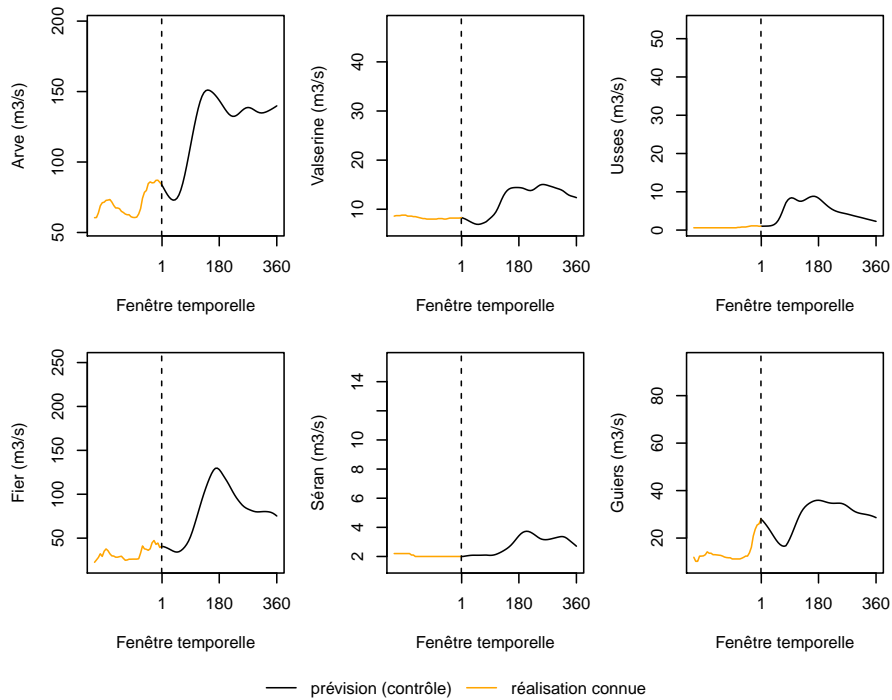 200
150
100
50
Arve (m3/s)
1 180 360
Fenêtre temporelle
40
30
20
10
Valserine (m3/s)
1 180 360
Fenêtre temporelle
50
40
30
20
10
0
Usses (m3/s)
1 180 360
Fenêtre temporelle
250
200
150
100
50
Fier (m3/s)
1 180 360
Fenêtre temporelle
14
10
8
6
4
2
Séran (m3/s)
1 180 360
Fenêtre temporelle
80
60
40
20
Guiers (m3/s)
1 180 360
Fenêtre temporelle
prévision (contrôle) réalisation connue